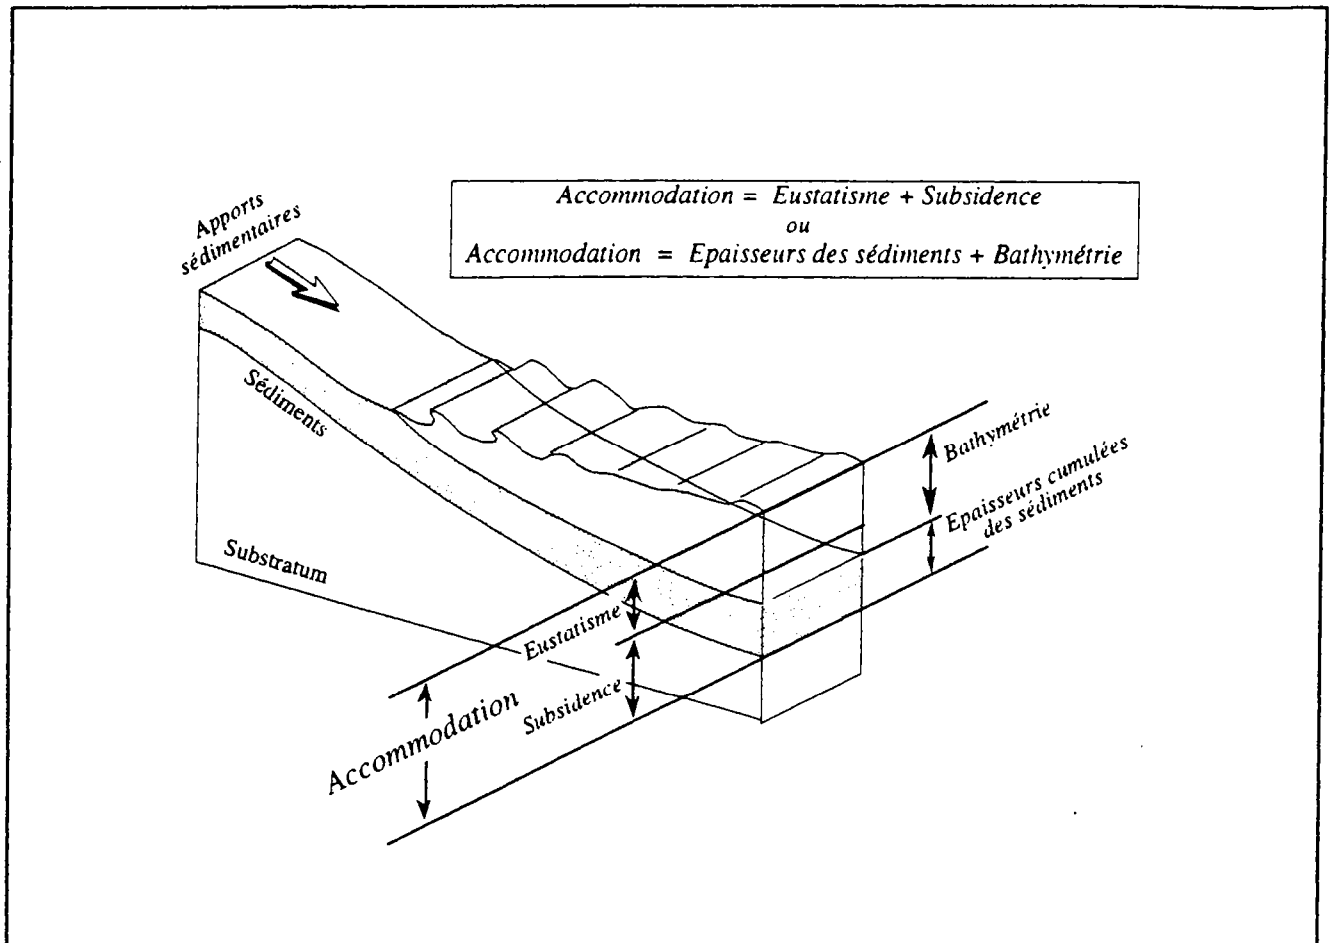 Accommodation = Eustatisme + Subsidence
ou
Accommodation = Epaisseurs des sédiments + Bathymétrie
Apports
sédimentaires
Sédiments
Substratum
Bathymétrie
Epaisseurs cumulées
des sédiments
Eustatisme
Subsidence
Accommodation